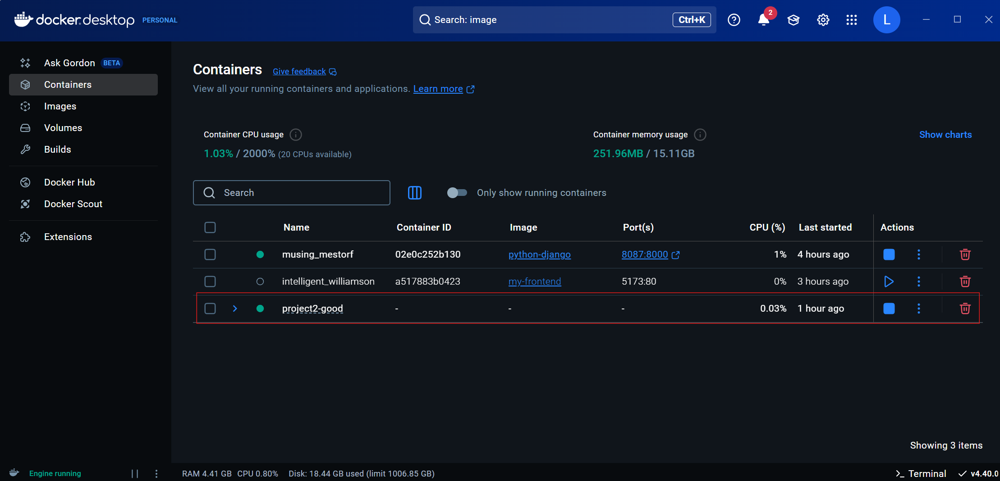 docker.desktop PERSONAL
Search: image Ctrl+K
2
L
Ask Gordon BETA
Containers
Images
Volumes
Builds
Docker Hub
Docker Scout
Extensions
Containers Give feedback
View all your running containers and applications. Learn more
Container CPU usage
1.03% / 2000% (20 CPUs available)
Container memory usage
251.96MB / 15.11GB
Show charts
Search
Only show running containers
Name Container ID Image Port(s) CPU (%) Last started Actions
musing_mestorf 02e0c252b130 python-django 8087:8000 1% 4 hours ago
intelligent_williamson a517883b0423 my-frontend 5173:80 0% 3 hours ago
project2-good - - - 0.03% 1 hour ago
Showing 3 items
Engine running
RAM 4.41 GB CPU 0.80% Disk: 18.44 GB used (limit 1006.85 GB)
Terminal v4.40.0